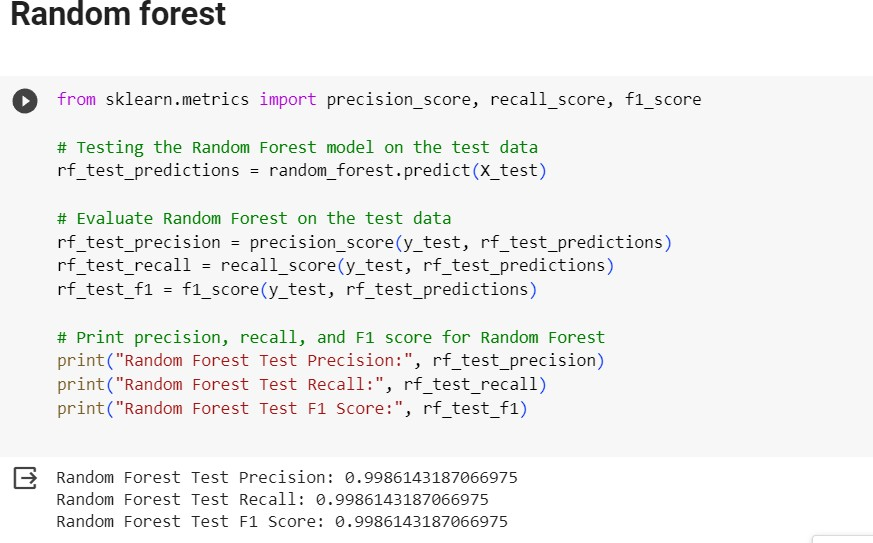 Random forest
from sklearn.metrics import precision_score, recall_score, f1_score
# Testing the Random Forest model on the test data
rf_test_predictions = random_forest.predict(X_test)
# Evaluate Random Forest on the test data
rf_test_precision = precision_score(y_test, rf_test_predictions)
rf_test_recall = recall_score(y_test, rf_test_predictions)
rf_test_f1 = f1_score(y_test, rf_test_predictions)
# Print precision, recall, and F1 score for Random Forest
print("Random Forest Test Precision:", rf_test_precision)
print("Random Forest Test Recall:", rf_test_recall)
print("Random Forest Test F1 Score:", rf_test_f1)
Random Forest Test Precision: 0.9986143187066975
Random Forest Test Recall: 0.9986143187066975
Random Forest Test F1 Score: 0.9986143187066975